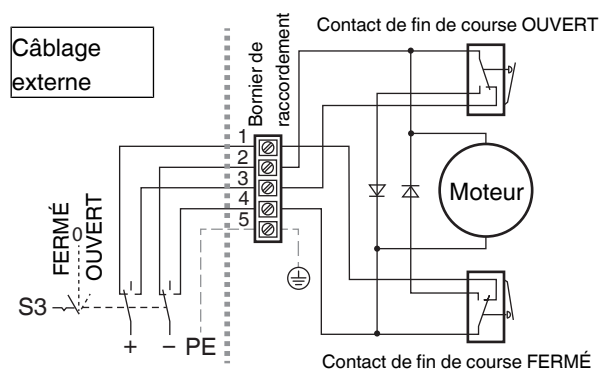 Contact de fin de course OUVERT
Câblage
externe
Bornier de
raccordement
1
2
3
4
5
Moteur
FERMÉ
0
OUVERT
S3
+
– PE
Contact de fin de course FERMÉ